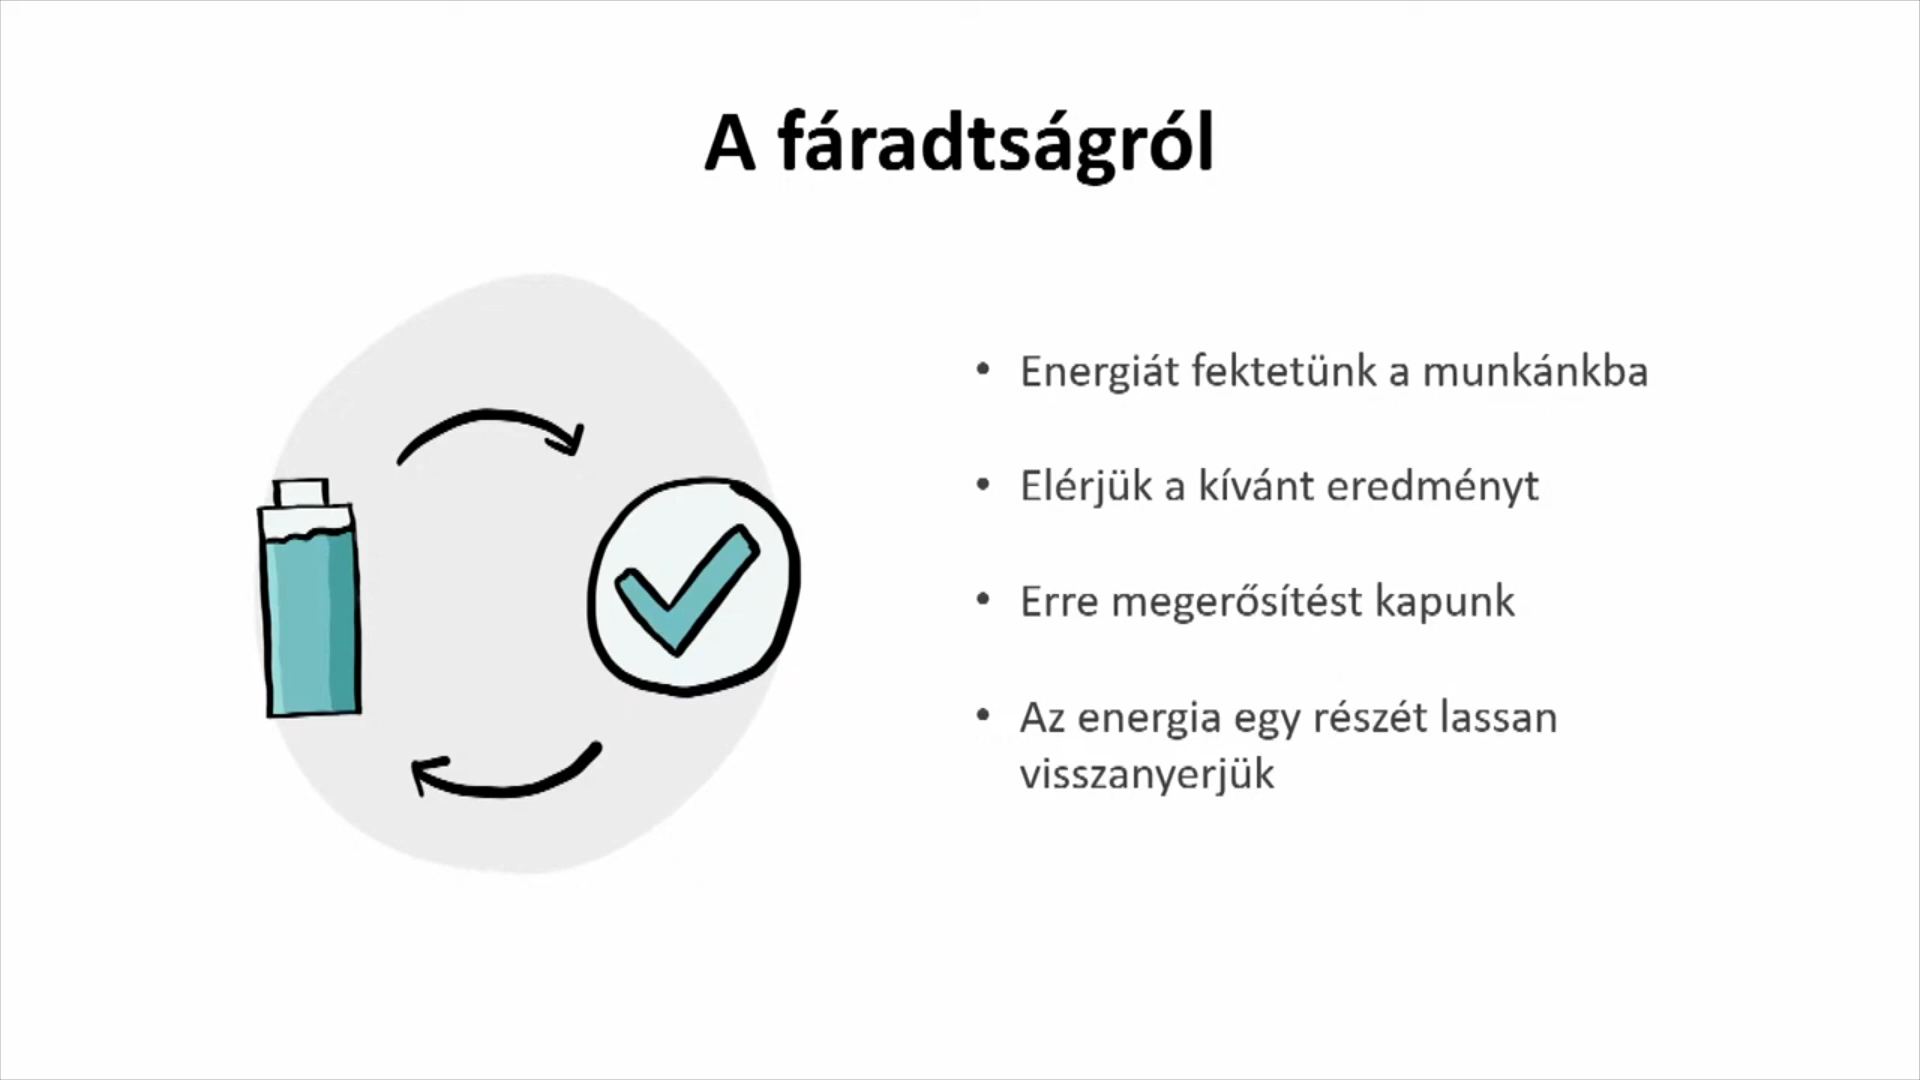 A fáradtságról
• Energiát fektetünk a munkánkba
• Elérjük a kívánt eredményt
• Erre megerősítést kapunk
• Az energia egy részét lassan
visszanyerjük